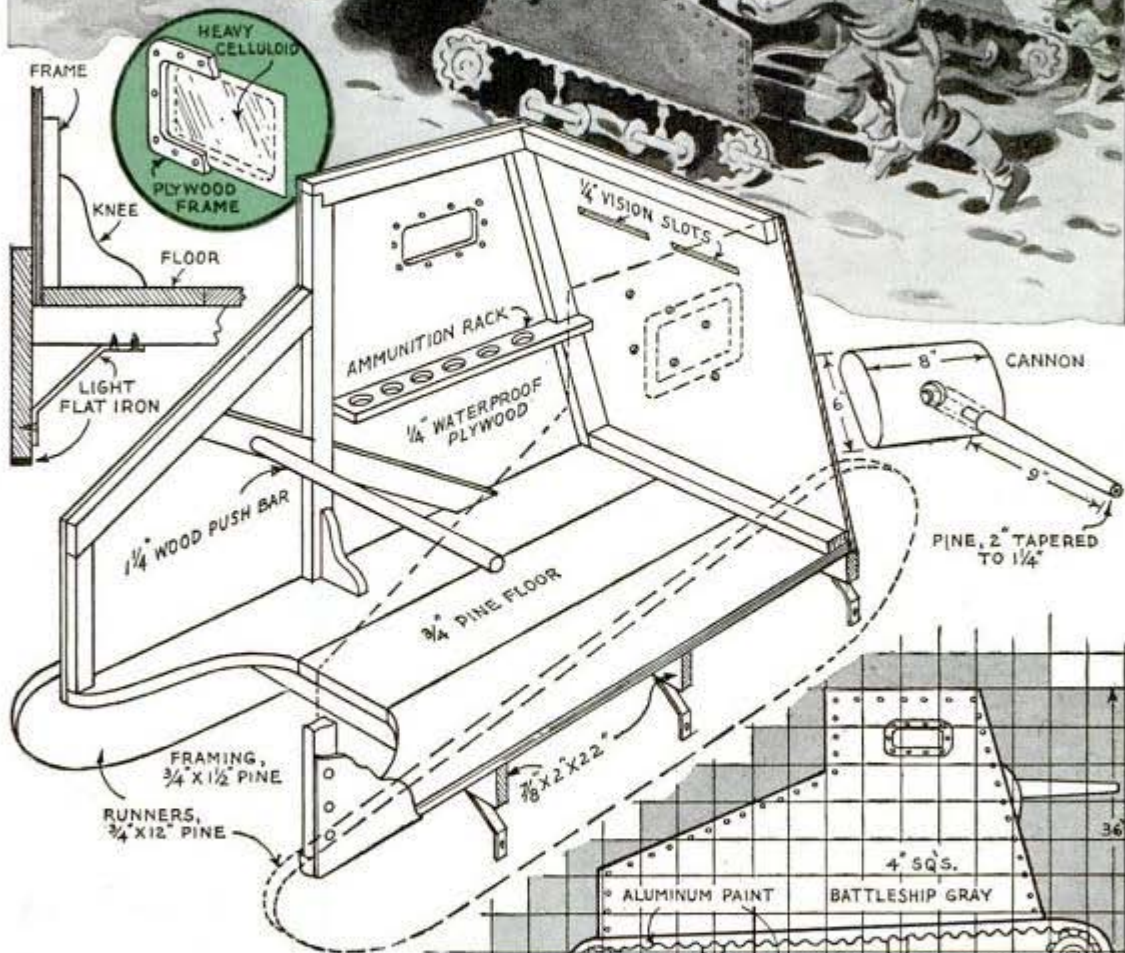 HEAVY
CELLULOID
FRAME
PLYWOOD
FRAME
KNEE
FLOOR
LIGHT
FLAT IRON
1/4" VISION SLOTS
AMMUNITION RACK
1/4" WATERPROOF
PLYWOOD
1 1/4" WOOD PUSH BAR
3/4" PINE FLOOR
8"
CANNON
6"
9"
PINE, 2" TAPERED
TO 1 1/4"
FRAMING,
3/4" X 1 1/2" PINE
RUNNERS,
3/4" X 12" PINE
7/8" X 2" X 22"
36"
4" SQ'S.
ALUMINUM PAINT
BATTLESHIP GRAY